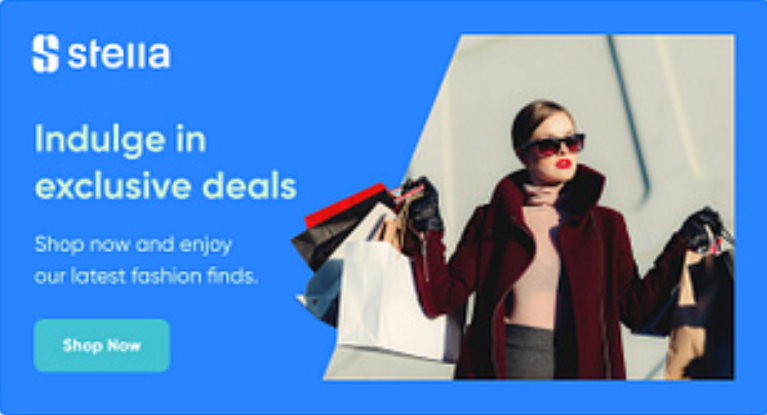 stella
Indulge in
exclusive deals
Shop now and enjoy
our latest fashion finds.
Shop Now